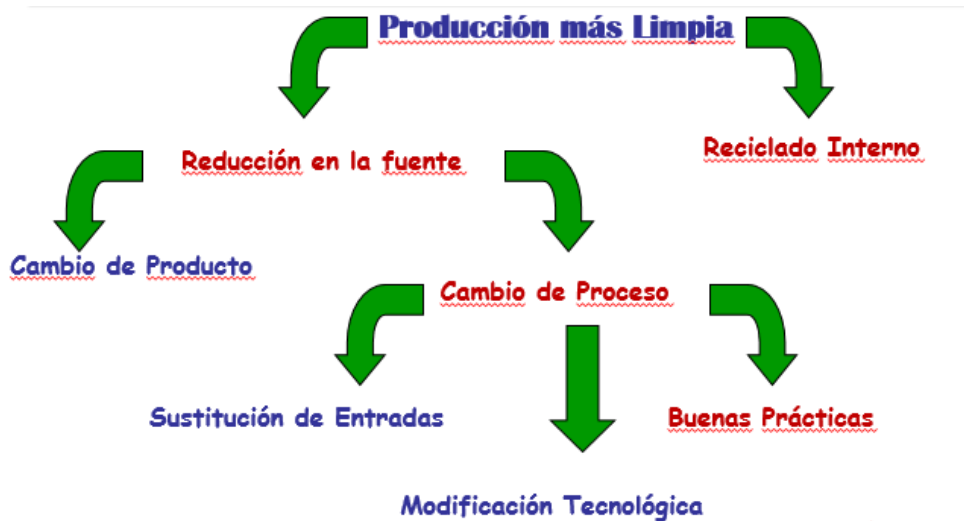 Producción más Limpia
Reciclado Interno
Reducción en la fuente
Cambio de Producto
Cambio de Proceso
Sustitución de Entradas
Buenas Prácticas
Modificación Tecnológica